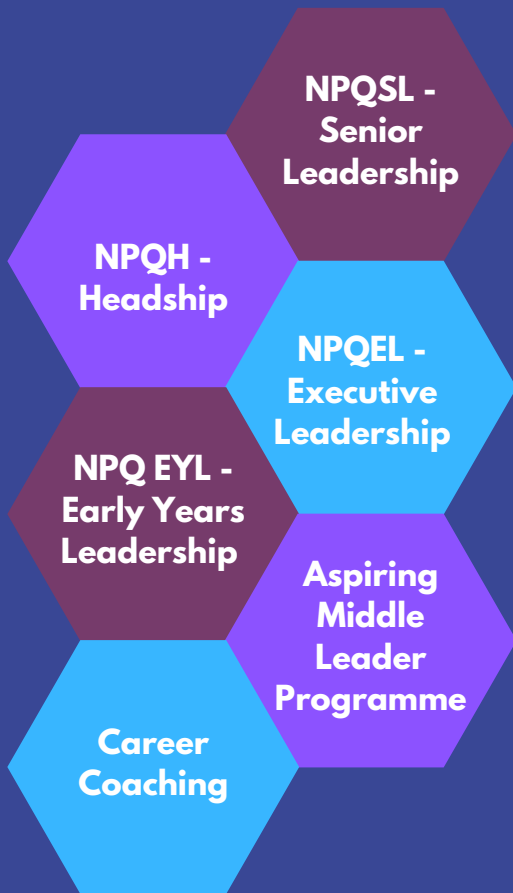 NPQSL -
Senior
Leadership
NPQH -
Headship
NPQEL -
Executive
Leadership
NPQ EYL -
Early Years
Leadership
Aspiring
Middle
Leader
Programme
Career
Coaching